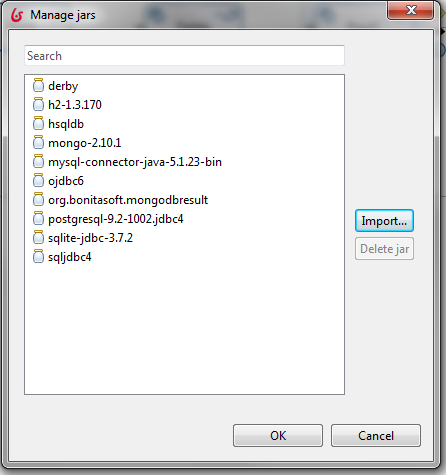 Manage jars
Search
derby
h2-1.3.170
hsqldb
mongo-2.10.1
mysql-connector-java-5.1.23-bin
ojdbc6
org.bonitasoft.mongodbresult
postgresql-9.2-1002.jdbc4
sqlite-jdbc-3.7.2
sqljdbc4
Import...
Delete jar
OK
Cancel